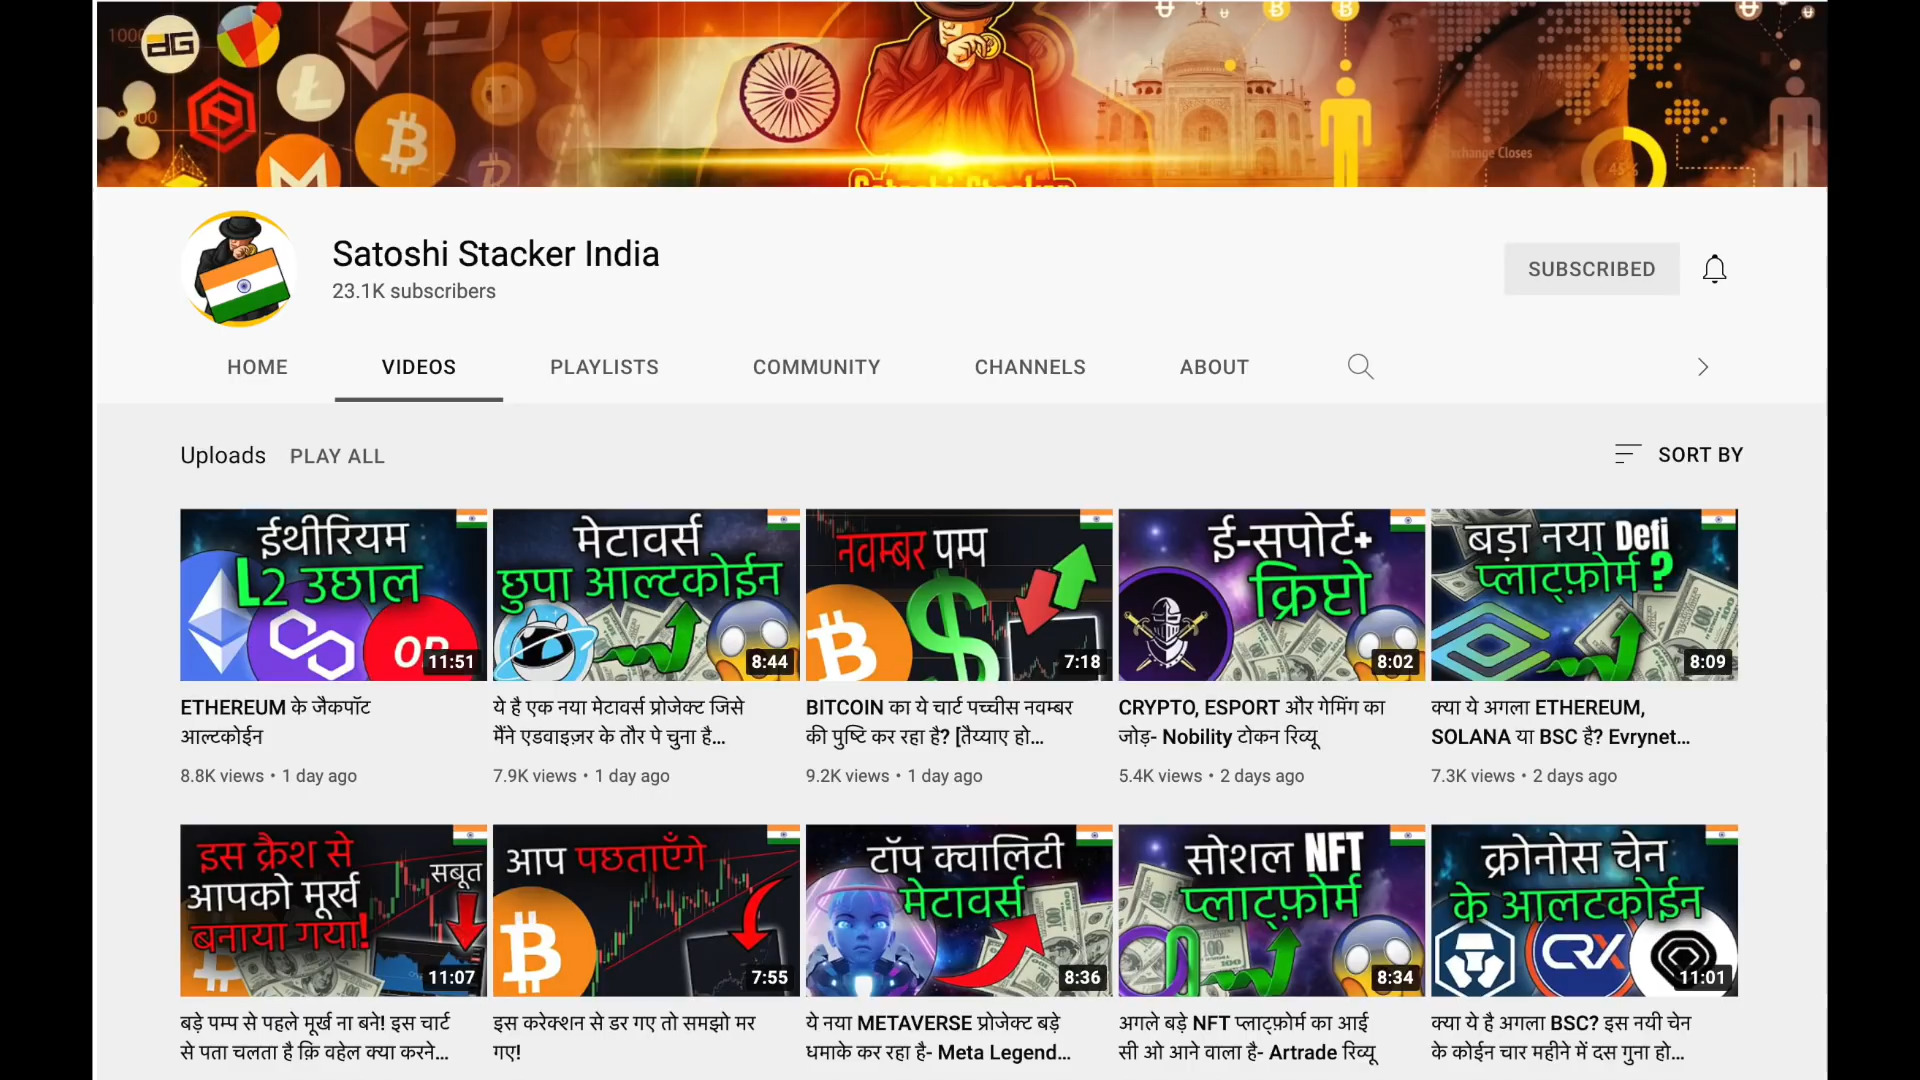 Satoshi Stacker India
23.1K subscribers
SUBSCRIBED
HOME VIDEOS PLAYLISTS COMMUNITY CHANNELS ABOUT
Uploads PLAY ALL
SORT BY
ईथीरियम
L2 उछाल
OP
11:51
ETHEREUM के जैकपॉट
आल्टकोईन
8.8K views • 1 day ago
मेटावर्स
छुपा आल्टकोईन
8:44
ये है एक नया मेटावर्स प्रोजेक्ट जिसे
मैंने एडवाइज़र के तौर पे चुना है...
7.9K views • 1 day ago
नवम्बर पम्प
7:18
BITCOIN का ये चार्ट पच्चीस नवम्बर
की पुष्टि कर रहा है? [तैय्याए हो...
9.2K views • 1 day ago
ई-सपोर्ट+
क्रिप्टो
8:02
CRYPTO, ESPORT और गेमिंग का
जोड़- Nobility टोकन रिव्यू
5.4K views • 2 days ago
बड़ा नया Defi
प्लाट्फ़ोर्म ?
8:09
क्या ये अगला ETHEREUM,
SOLANA या BSC है? Evrynet...
7.3K views • 2 days ago
इस क्रैश से
आपको मूर्ख
बनाया गया!
सबूत
11:07
बड़े पम्प से पहले मूर्ख ना बने! इस चार्ट
से पता चलता है क़ि वहेल क्या करने...
आप पछताएँगे
7:55
इस करेक्शन से डर गए तो समझो मर
गए!
टॉप क्वालिटी
मेटावर्स
8:36
ये नया METAVERSE प्रोजेक्ट बड़े
धमाके कर रहा है- Meta Legend...
सोशल NFT
प्लाट्फ़ोर्म
8:34
अगले बड़े NFT प्लाट्फ़ोर्म का आई
सी ओ आने वाला है- Artrade रिव्यू
क्रोनोस चेन
के आलटकोईन
CRX
11:01
क्या ये है अगला BSC? इस नयी चेन
के कोईन चार महीने में दस गुना हो...